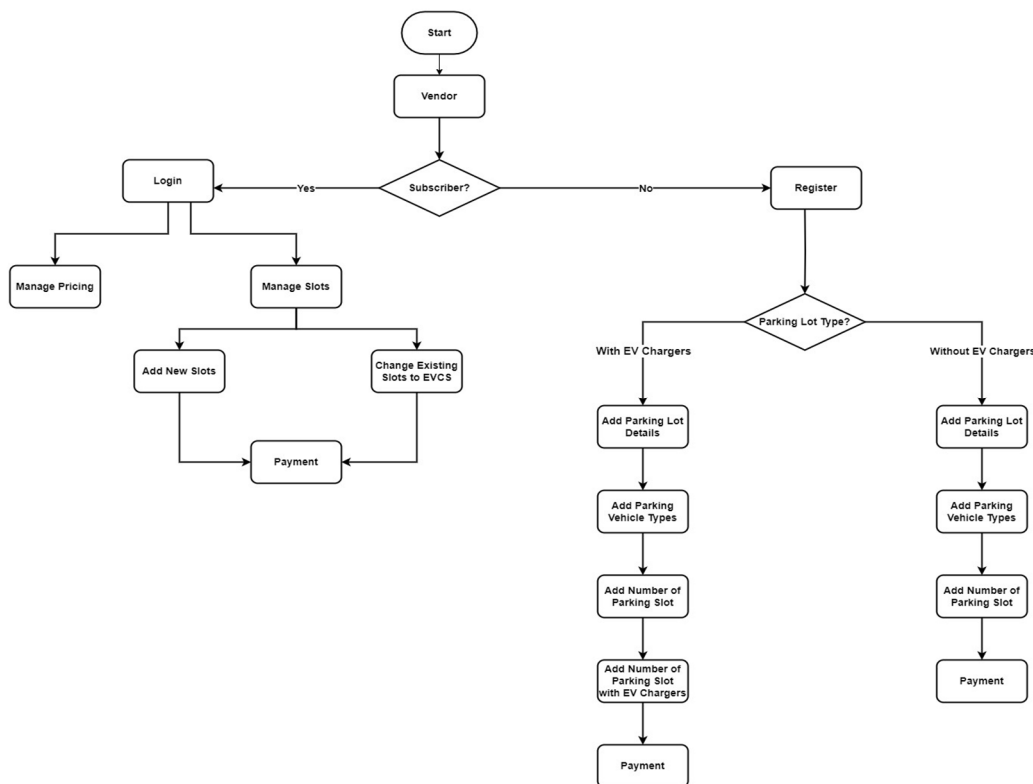 Start
Vendor
Subscriber?
Yes
No
Login
Register
Manage Pricing
Manage Slots
Parking Lot Type?
Add New Slots
Change Existing
Slots to EVCS
Payment
With EV Chargers
Without EV Chargers
Add Parking Lot
Details
Add Parking
Vehicle Types
Add Number of
Parking Slot
Add Number of
Parking Slot
with EV Chargers
Payment
Add Parking Lot
Details
Add Parking
Vehicle Types
Add Number of
Parking Slot
Payment